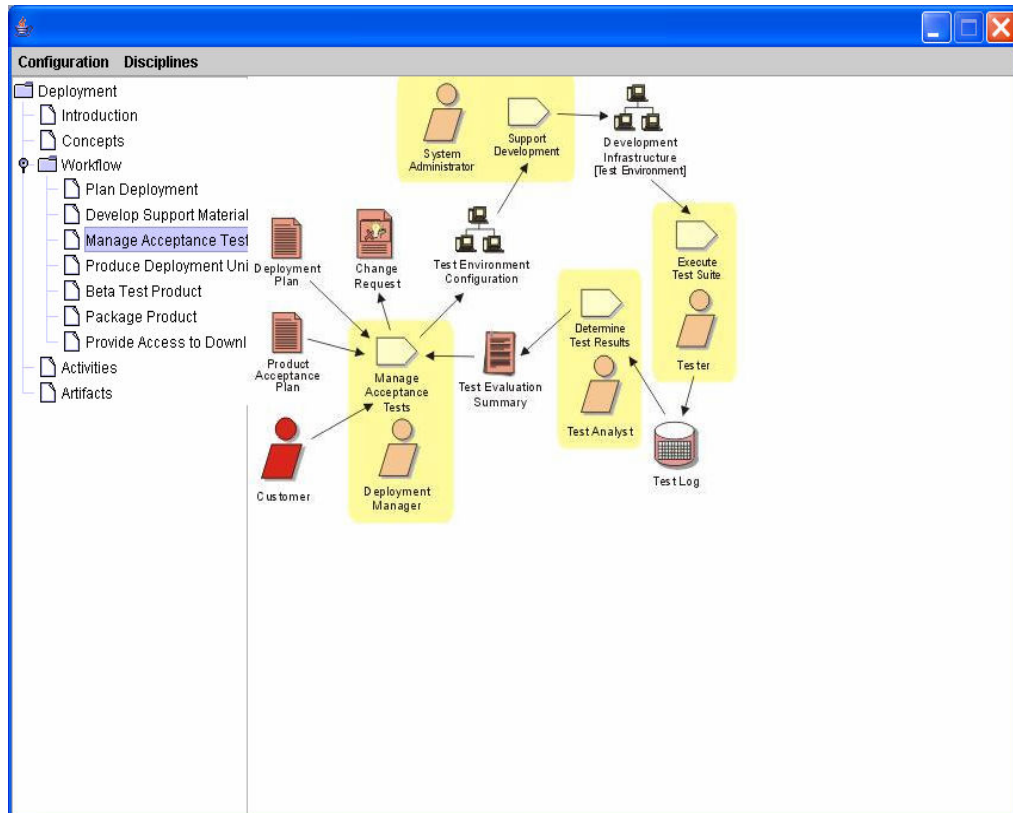 Configuration Disciplines
Deployment
Introduction
Concepts
Workflow
Plan Deployment
Develop Support Material
Manage Acceptance Test
Produce Deployment Uni
Beta Test Product
Package Product
Provide Access to Downl
Activities
Artifacts
System
Administrator
Support
Development
Development
Infrastructure
[Test Environment]
Deployment
Plan
Change
Request
Test Environment
Configuration
Execute
Test Suite
Tester
Product
Acceptance
Plan
Manage
Acceptance
Tests
Test Evaluation
Summary
Determine
Test Results
Test Analyst
Customer
Deployment
Manager
Test Log